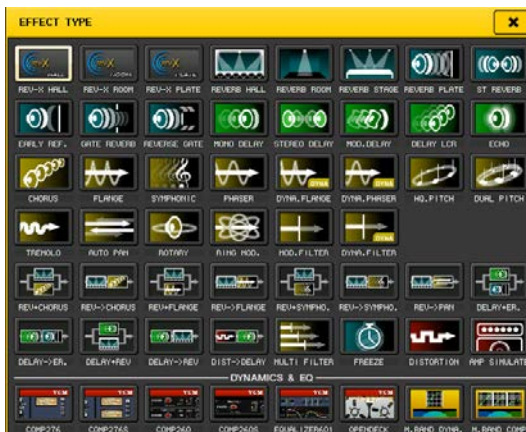 EFFECT TYPE
REV-X HALL REV-X ROOM REV-X PLATE REVERB HALL REVERB ROOM REVERB STAGE REVERB PLATE ST REVERB
EARLY REF. GATE REVERB REVERSE GATE MONO DELAY STEREO DELAY MOD.DELAY DELAY LCR ECHO
CHORUS FLANGE SYMPHONIC PHASER DYNA.FLANGE DYNA.PHASER HQ.PITCH DUAL PITCH
TREMOLO AUTO PAN ROTARY RING MOD. MOD.FILTER DYNA.FILTER
REV+CHORUS REV->CHORUS REV+FLANGE REV->FLANGE REV+SYMPHO. REV->SYMPHO. REV->PAN DELAY+ER.
DELAY->ER. DELAY+REV DELAY->REV DIST->DELAY MULTI FILTER FREEZE DISTORTION AMP SIMULATE
DYNAMICS & EQ
COMP276 COMP276S COMP260 COMP260S EQUALIZER601 OPENDECK M.BAND DYNA. M.BAND COMP